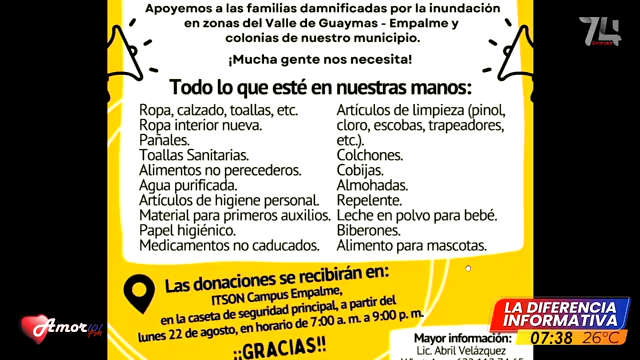 Apoyemos a las familias damnificadas por la inundación
en zonas del Valle de Guaymas - Empalme y
colonias de nuestro municipio.
¡Mucha gente nos necesita!
Todo lo que esté en nuestras manos:
Ropa, calzado, toallas, etc.
Ropa interior nueva.
Pañales.
Toallas Sanitarias.
Alimentos no perecederos.
Agua purificada.
Artículos de higiene personal.
Material para primeros auxilios.
Papel higiénico.
Medicamentos no caducados.
Artículos de limpieza (pinol,
cloro, escobas, trapeadores,
etc.).
Colchones.
Cobijas.
Almohadas.
Repelente.
Leche en polvo para bebé.
Biberones.
Alimento para mascotas.
Las donaciones se recibirán en:
ITSON Campus Empalme,
en la caseta de seguridad principal, a partir del
lunes 22 de agosto, en horario de 7:00 a. m. a 9:00 p. m.
¡¡GRACIAS!!
Mayor información:
Lic. Abril Velázquez
74
Amor 101
FM
LA DIFERENCIA
INFORMATIVA
07:38 26°C